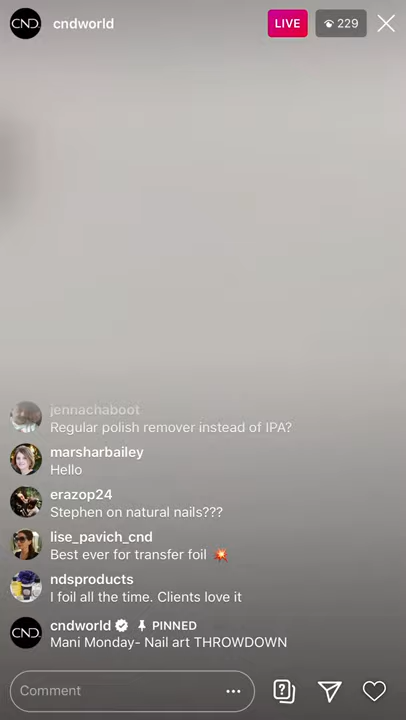 CND
cndworld
LIVE
229
jennachaboot
Regular polish remover instead of IPA?
marsharbailey
Hello
erazop24
Stephen on natural nails???
lise_pavich_cnd
Best ever for transfer foil 💥
ndsproducts
I foil all the time. Clients love it
CND
cndworld PINNED
Mani Monday- Nail art THROWDOWN
Comment